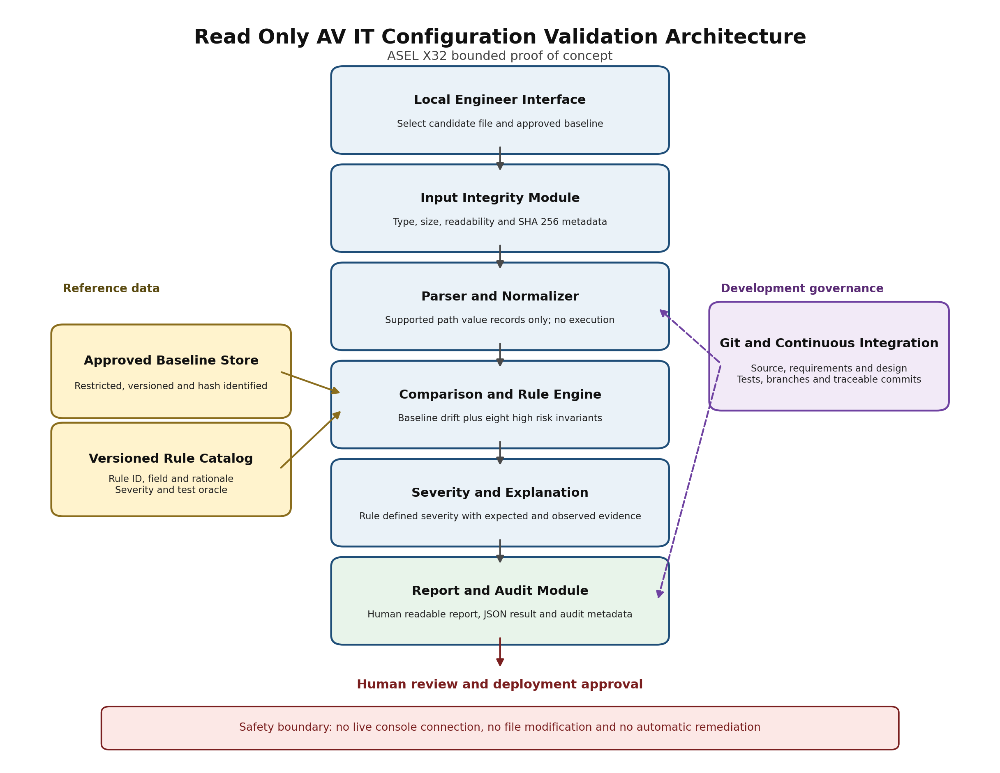 Read Only AV IT Configuration Validation Architecture
ASEL X32 bounded proof of concept
Local Engineer Interface
Select candidate file and approved baseline
Input Integrity Module
Type, size, readability and SHA 256 metadata
Parser and Normalizer
Supported path value records only; no execution
Reference data
Approved Baseline Store
Restricted, versioned and hash identified
Versioned Rule Catalog
Rule ID, field and rationale
Severity and test oracle
Development governance
Git and Continuous Integration
Source, requirements and design
Tests, branches and traceable commits
Comparison and Rule Engine
Baseline drift plus eight high risk invariants
Severity and Explanation
Rule defined severity with expected and observed evidence
Report and Audit Module
Human readable report, JSON result and audit metadata
Human review and deployment approval
Safety boundary: no live console connection, no file modification and no automatic remediation